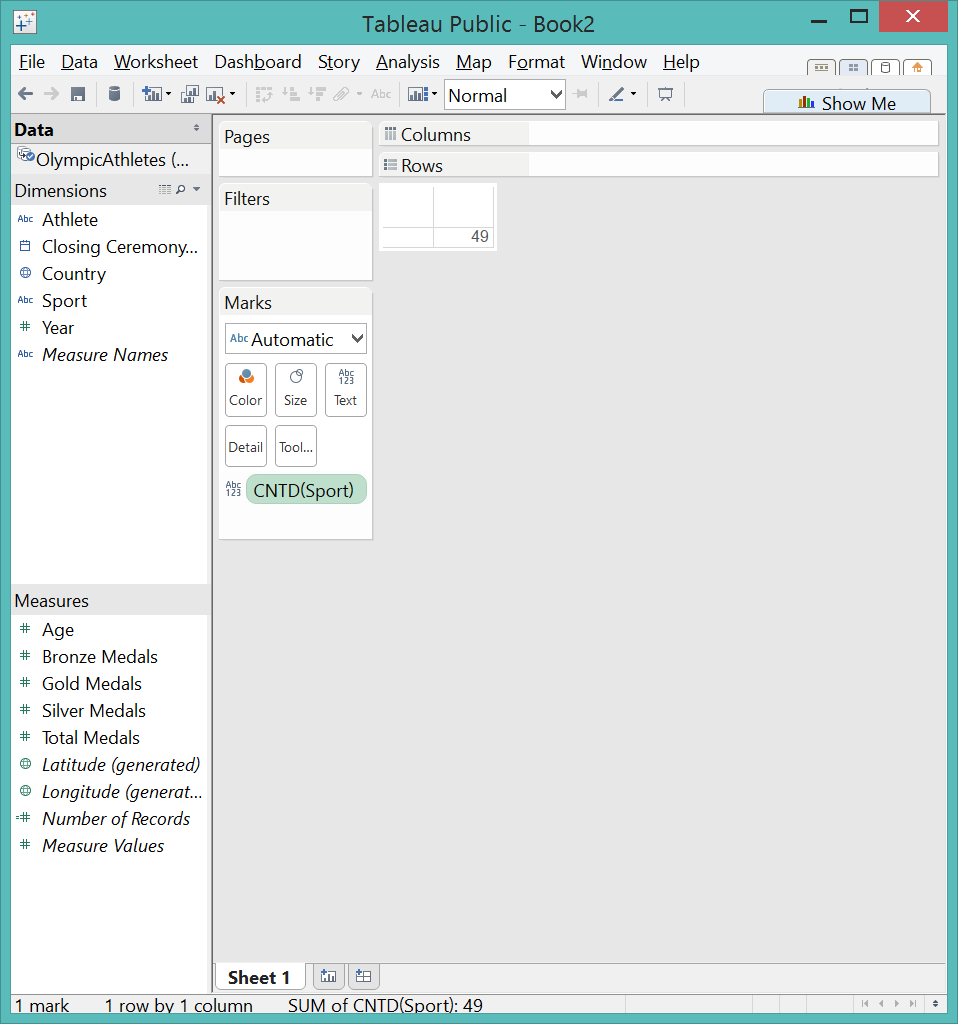 Tableau Public - Book2
File Data Worksheet Dashboard Story Analysis Map Format Window Help
Abc Normal Show Me
Data
OlympicAthletes (...
Dimensions
Abc Athlete
Closing Ceremony...
Country
Abc Sport
# Year
Abc Measure Names
Pages
Filters
Marks
Abc Automatic
Color
Size
Abc
123
Text
Detail
Tool...
Abc
123
CNTD(Sport)
Columns
Rows
49
Measures
# Age
# Bronze Medals
# Gold Medals
# Silver Medals
# Total Medals
Latitude (generated)
Longitude (generat...
=# Number of Records
# Measure Values
Sheet 1
1 mark 1 row by 1 column SUM of CNTD(Sport): 49